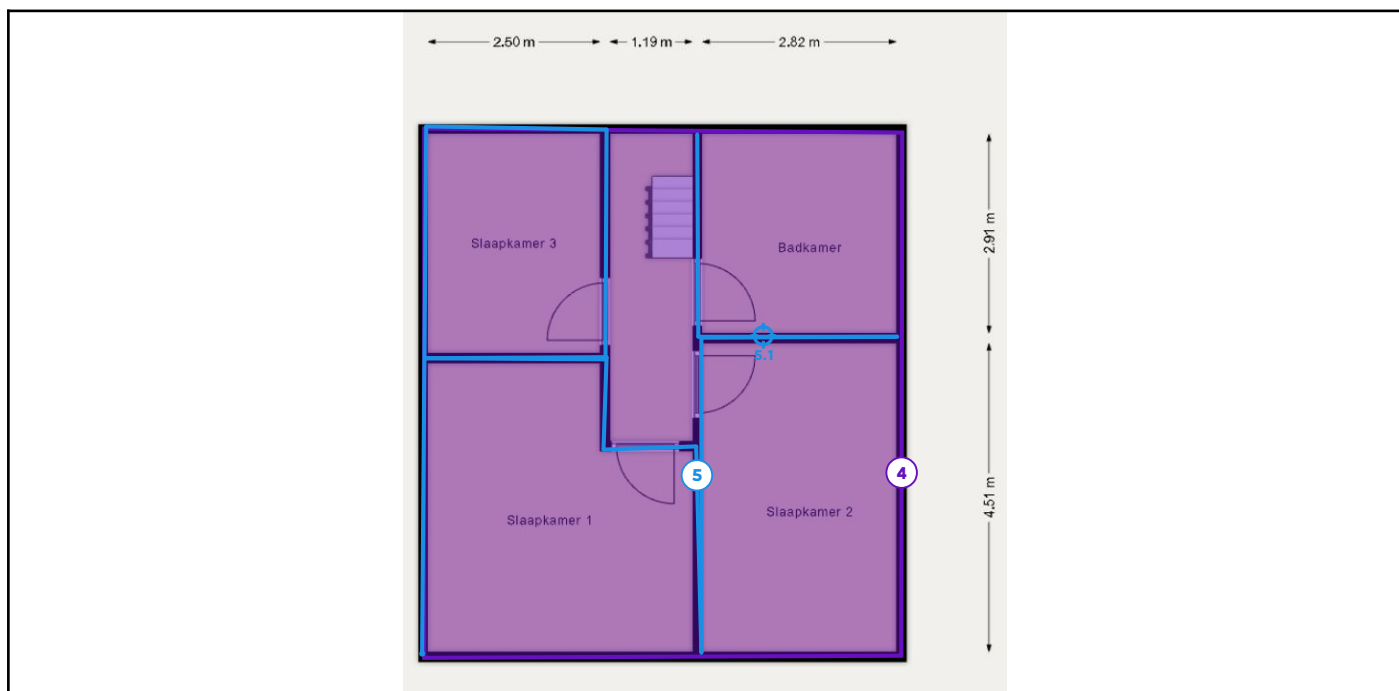 2.50 m 1.19 m 2.82 m
2.91 m
Slaapkamer 3
Badkamer
5.1
5
4
4.51 m
Slaapkamer 2
Slaapkamer 1